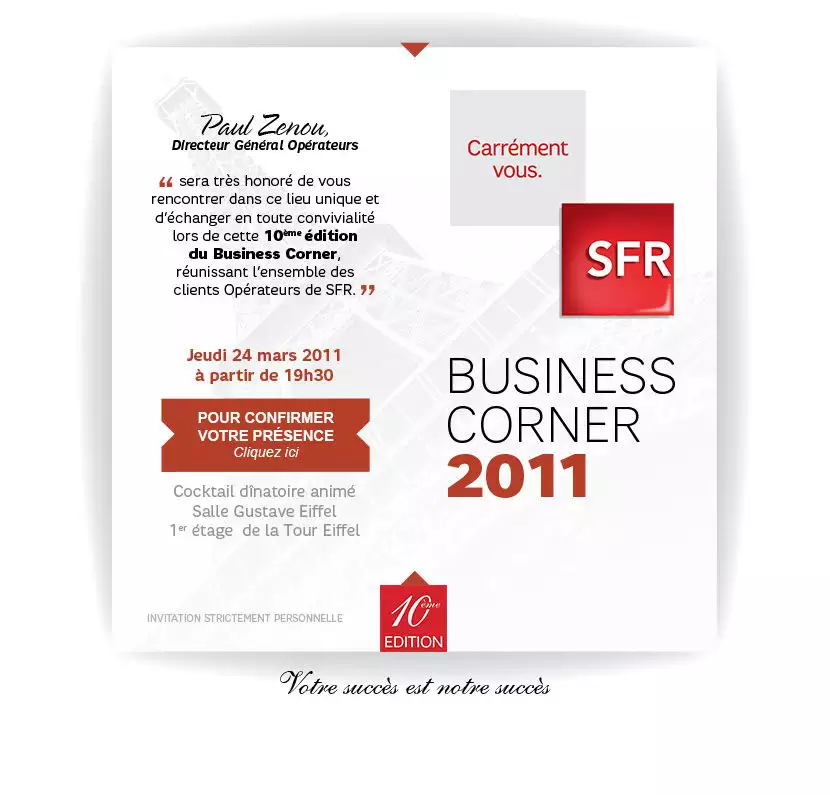 Paul Zenou,
Directeur Général Opérateurs
“ sera très honoré de vous
rencontrer dans ce lieu unique et
d’échanger en toute convivialité
lors de cette 10ème édition
du Business Corner,
réunissant l’ensemble des
clients Opérateurs de SFR. ”
Jeudi 24 mars 2011
à partir de 19h30
POUR CONFIRMER
VOTRE PRÉSENCE
Cliquez ici
Cocktail dînatoire animé
Salle Gustave Eiffel
1er étage de la Tour Eiffel
INVITATION STRICTEMENT PERSONNELLE
Carrément
vous.
SFR
BUSINESS
CORNER
2011
10ème
EDITION
Votre succès est notre succès